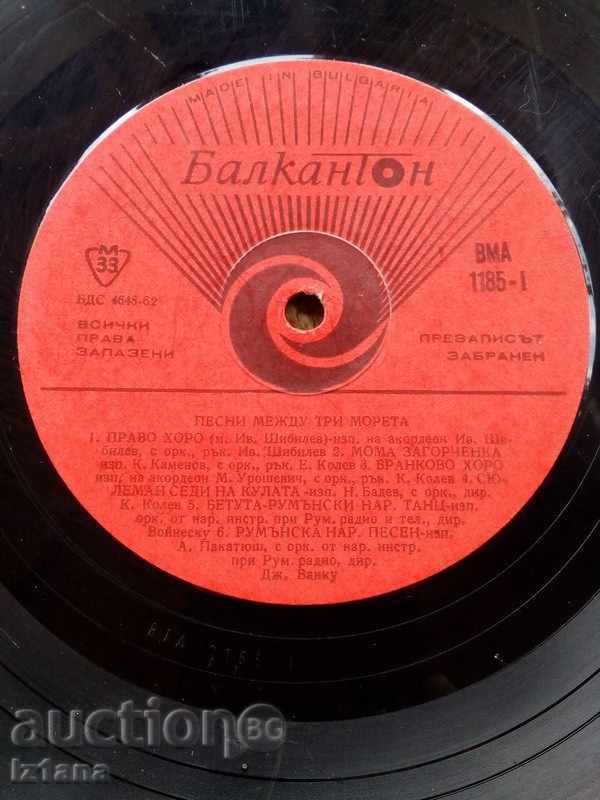 MADE IN BULGARIA
Балкантон
М
33
БДС 4648-62
ВМА
1185-I
ВСИЧКИ
ПРАВА
ЗАПАЗЕНИ
ПРЕЗАПИСЪТ
ЗАБРАНЕН
ПЕСНИ МЕЖДУ ТРИ МОРЕТА
1. ПРАВО ХОРО (м. Ив. Шибилев)-изп. на акордеон Ив. Ши-
билев, с орк., рък. Ив. Шибилев 2. МОМА ЗАГОРЧЕНКА
изп. К. Каменов, с орк., рък. Е. Колев 3. ВРАНКОВО ХОРО
изп. на акордеон М. Урошевич, с орк., рък. К. Колев 4. СЮ-
ЛЕМАН СЕДИ НА КУЛАТА-изп. Н. Бадев, с орк., дир.
К. Колев 5. БЕТУТА-РУМЪНСКИ НАР. ТАНЦ-изп.
орк. от нар. инстр. при Рум. радио и тел., дир.
Войнеску 6. РУМЪНСКА НАР. ПЕСЕН-изп.
А. Пакатюш, с орк. от нар. инстр.
при Рум. радио, дир.
Дж. Ванку
auctionBG
iztana